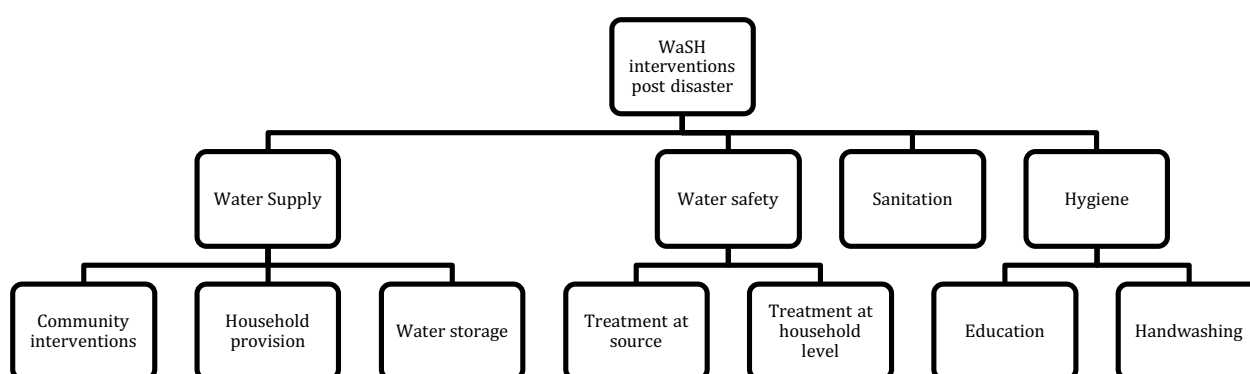 WaSH
interventions
post disaster
Water Supply
Water safety
Sanitation
Hygiene
Community
interventions
Household
provision
Water storage
Treatment at
source
Treatment at
household
level
Education
Handwashing